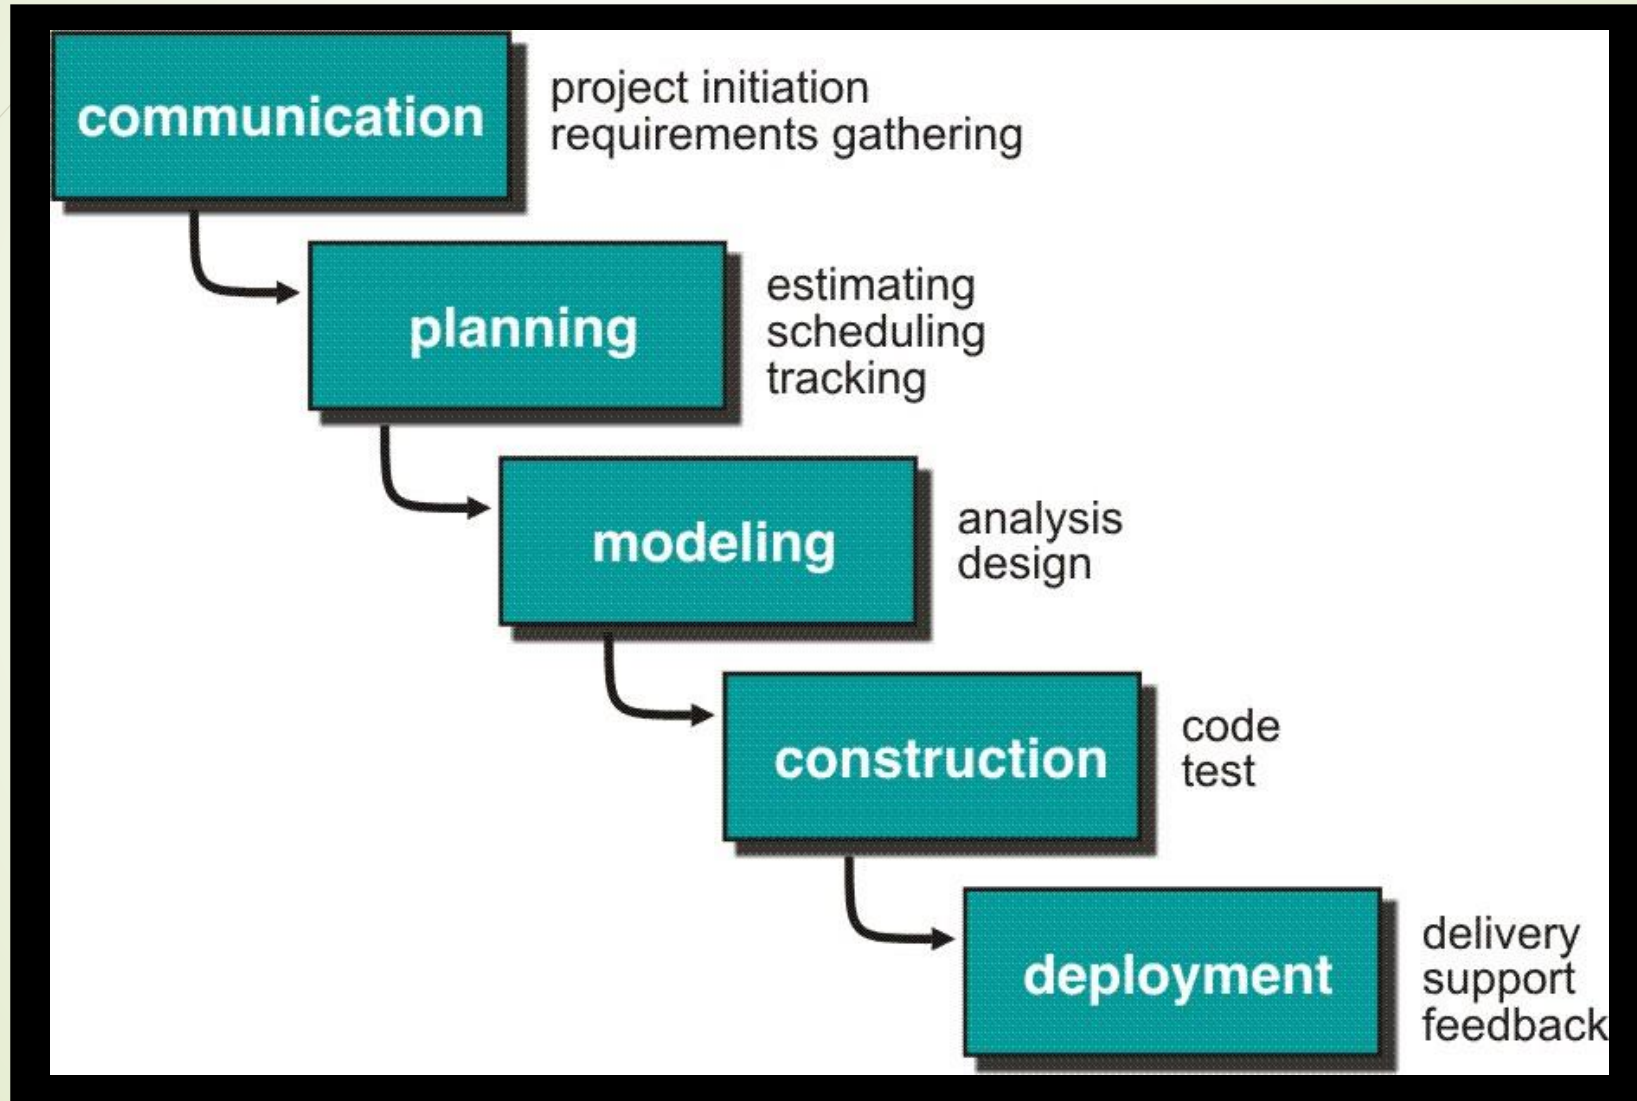 communication
project initiation
requirements gathering
planning
estimating
scheduling
tracking
modeling
analysis
design
construction
code
test
deployment
delivery
support
feedback